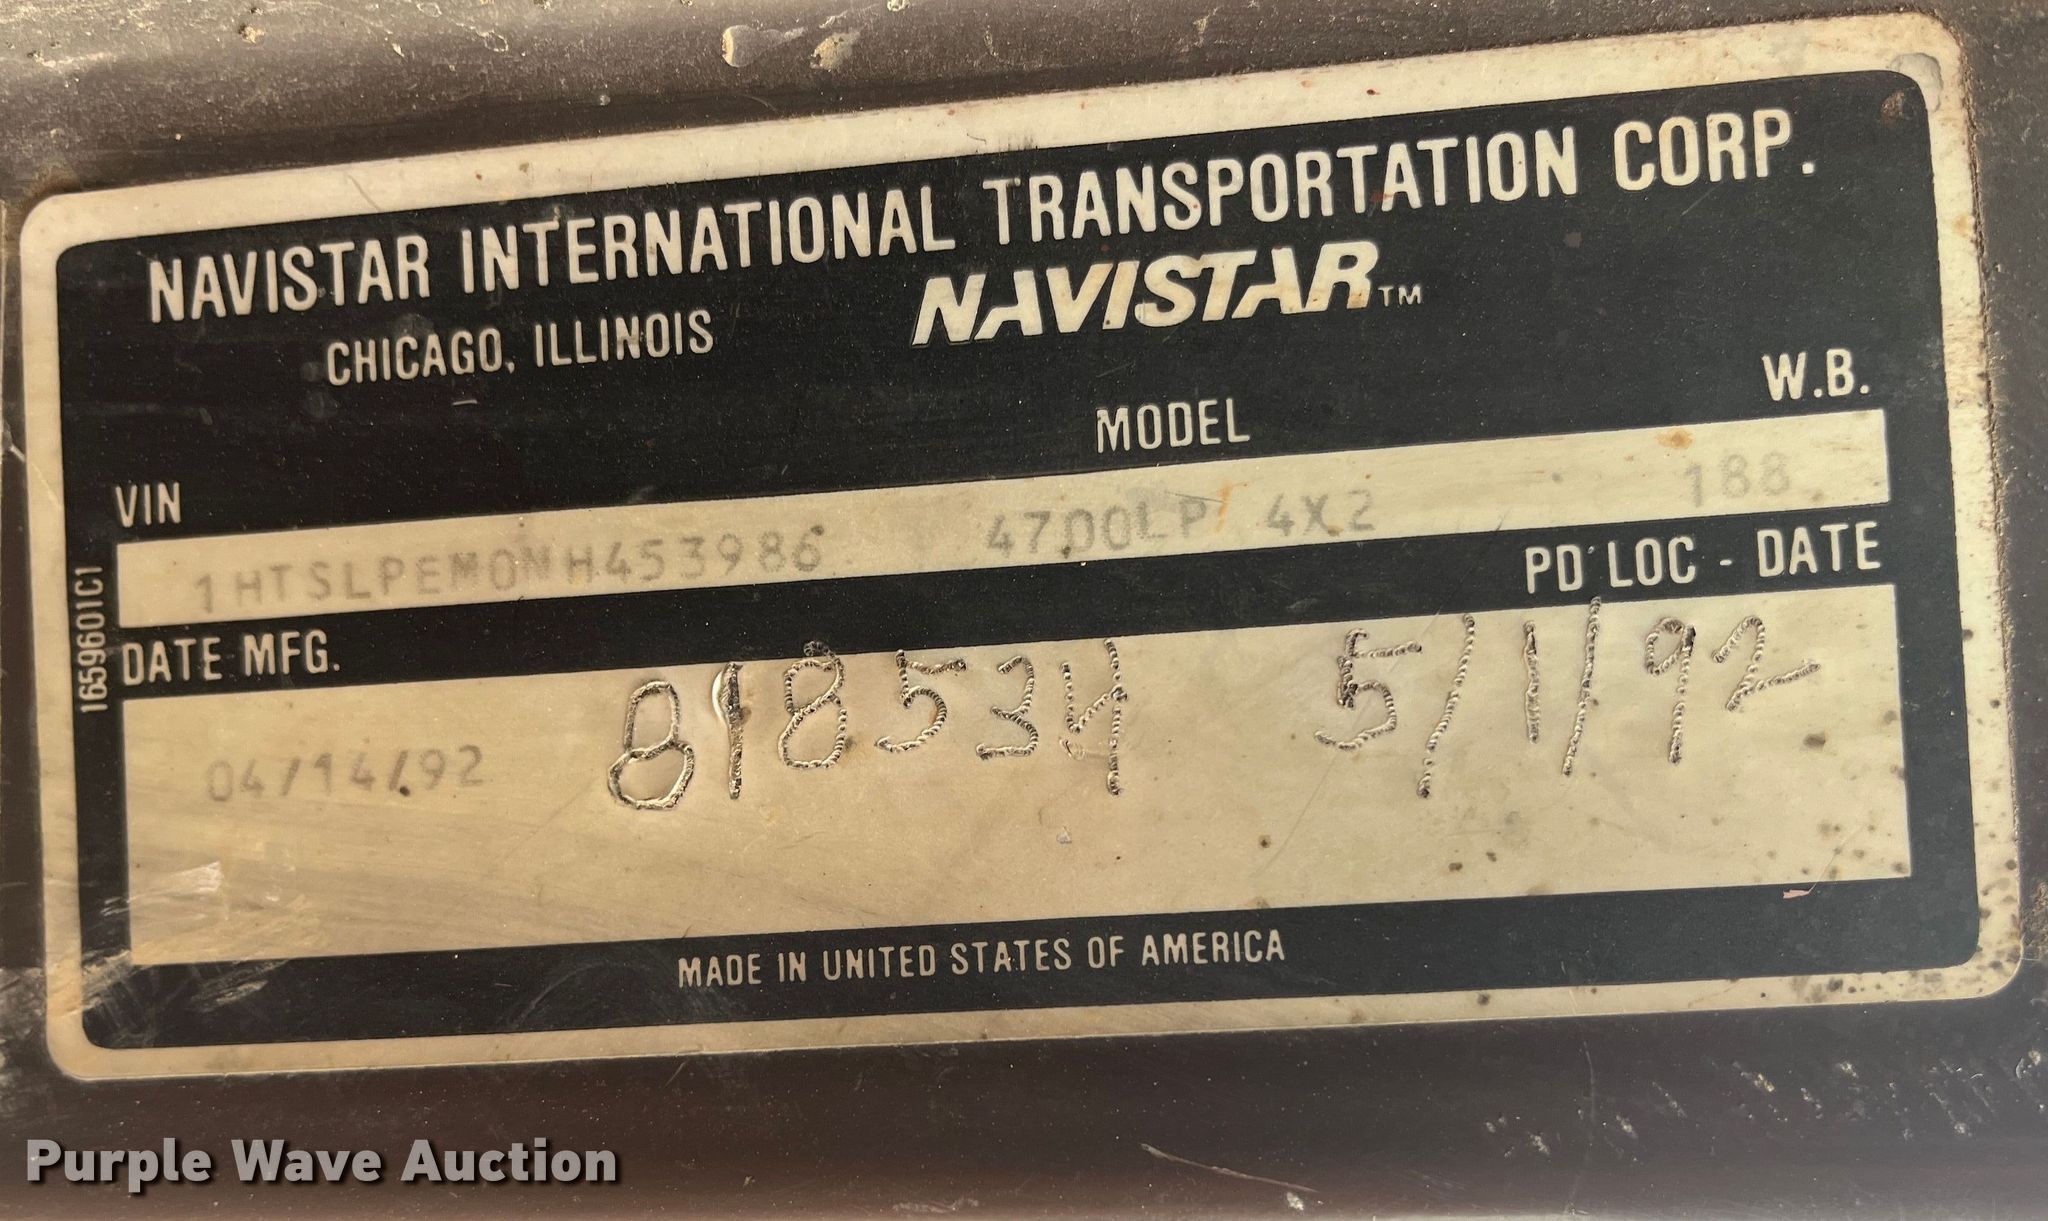 NAVISTAR INTERNATIONAL TRANSPORTATION CORP.
CHICAGO, ILLINOIS NAVISTAR™
VIN MODEL W.B.
1HTSLPEM0NH453986 4700LP 4X2 188
DATE MFG. PD LOC - DATE
04/14/92 818534 5/1/92
1659601C1
MADE IN UNITED STATES OF AMERICA
Purple Wave Auction